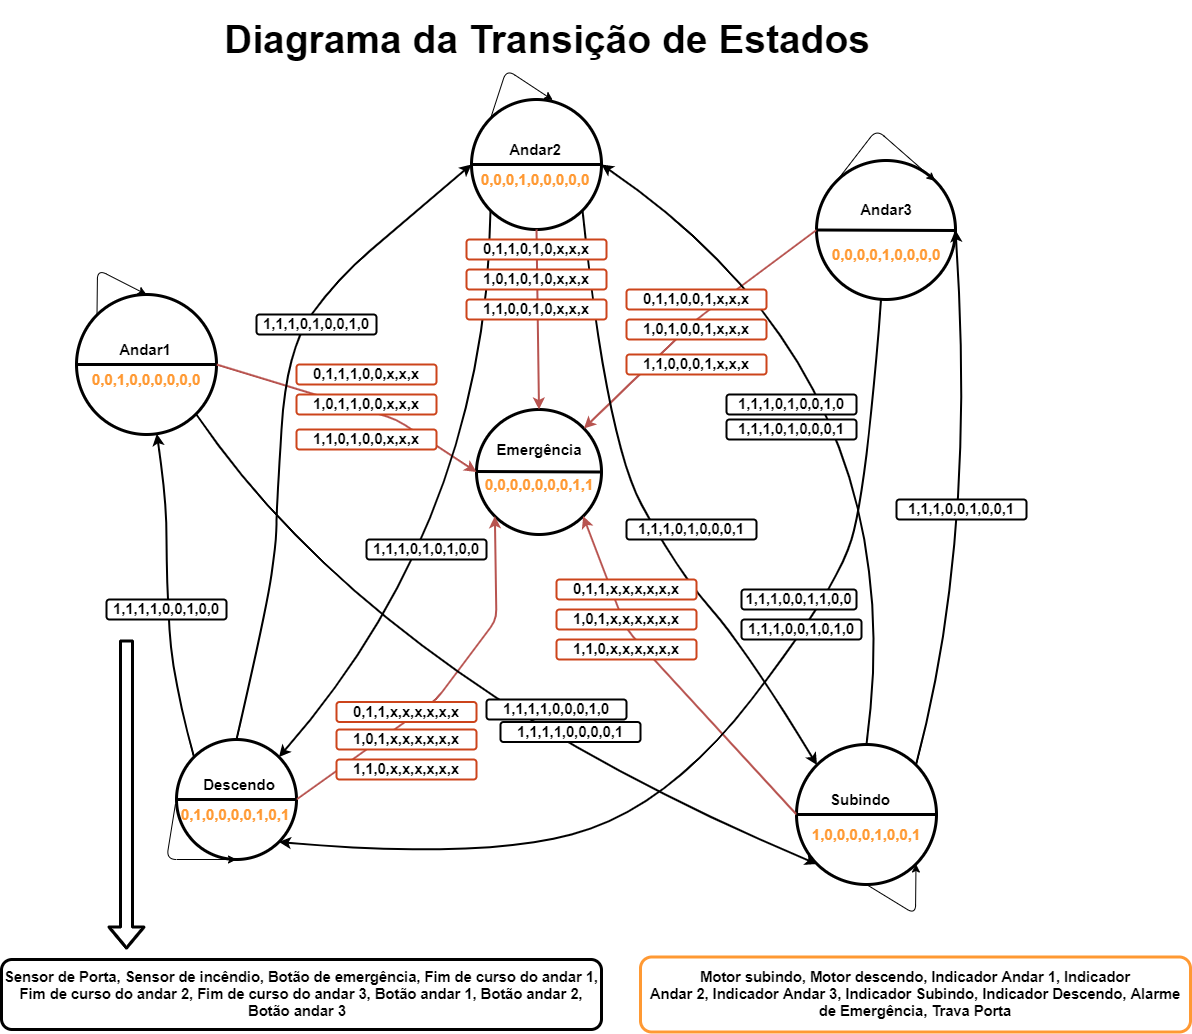 Diagrama da Transição de Estados
Andar2
0,0,0,1,0,0,0,0,0
Andar3
0,0,0,0,1,0,0,0,0
0,1,1,0,1,0,x,x,x
1,0,1,0,1,0,x,x,x
1,1,0,0,1,0,x,x,x
0,1,1,0,0,1,x,x,x
1,0,1,0,0,1,x,x,x
1,1,0,0,0,1,x,x,x
1,1,1,0,1,0,0,1,0
Andar1
0,0,1,0,0,0,0,0,0
0,1,1,1,0,0,x,x,x
1,0,1,1,0,0,x,x,x
1,1,0,1,0,0,x,x,x
1,1,1,0,1,0,0,1,0
1,1,1,0,1,0,0,0,1
Emergência
0,0,0,0,0,0,0,1,1
1,1,1,0,0,1,0,0,1
1,1,1,0,1,0,0,0,1
1,1,1,0,1,0,1,0,0
0,1,1,x,x,x,x,x,x
1,0,1,x,x,x,x,x,x
1,1,0,x,x,x,x,x,x
1,1,1,0,0,1,1,0,0
1,1,1,0,0,1,0,1,0
1,1,1,1,0,0,1,0,0
0,1,1,x,x,x,x,x,x
1,0,1,x,x,x,x,x,x
1,1,0,x,x,x,x,x,x
1,1,1,1,0,0,0,1,0
1,1,1,1,0,0,0,0,1
Descendo
0,1,0,0,0,0,1,0,1
Subindo
1,0,0,0,0,1,0,0,1
Sensor de Porta, Sensor de incêndio, Botão de emergência, Fim de curso do andar 1,
Fim de curso do andar 2, Fim de curso do andar 3, Botão andar 1, Botão andar 2,
Botão andar 3
Motor subindo, Motor descendo, Indicador Andar 1, Indicador
Andar 2, Indicador Andar 3, Indicador Subindo, Indicador Descendo, Alarme
de Emergência, Trava Porta